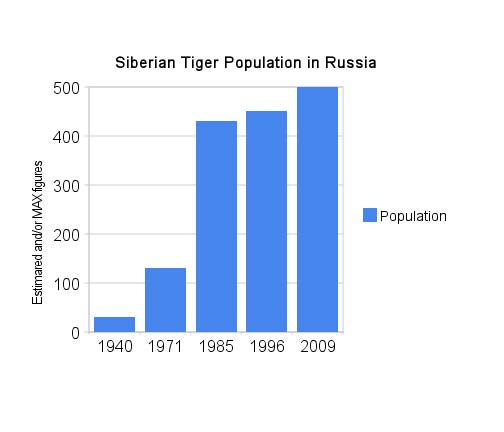 Siberian Tiger Population in Russia
Estimared and/or MAX figures
500
400
300
200
100
0
1940 1971 1985 1996 2009
Population